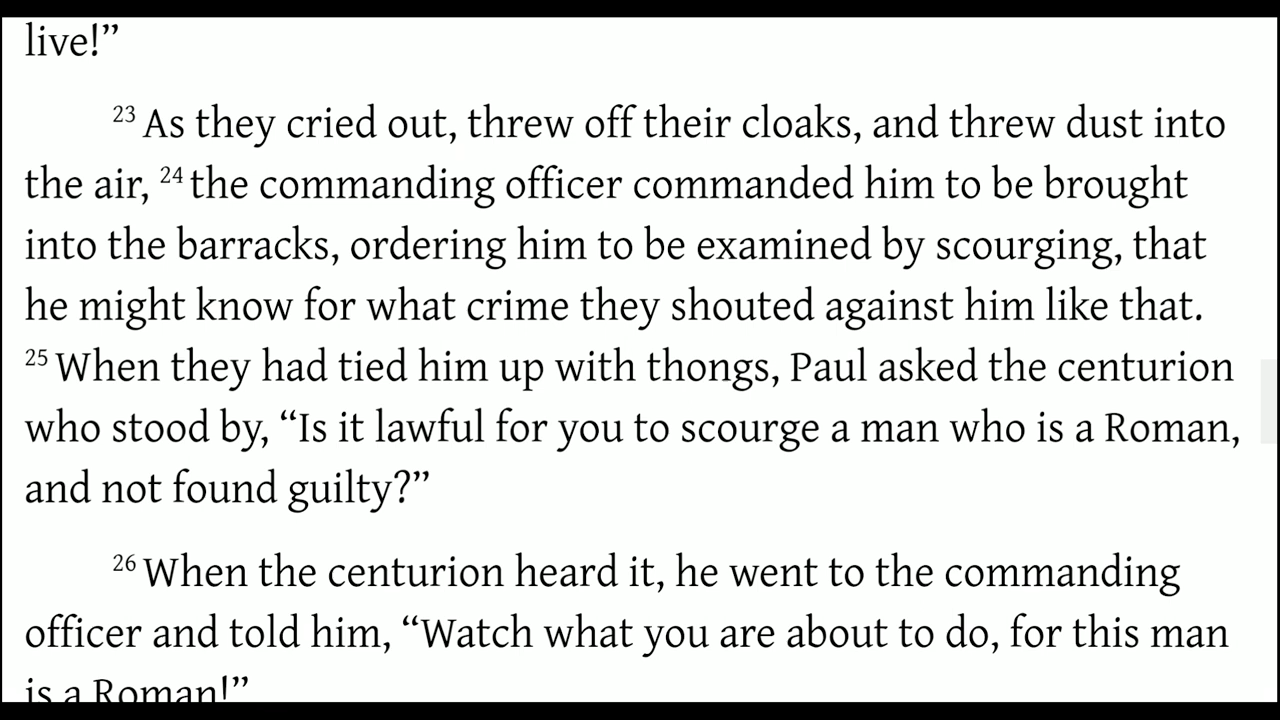 live!”
23 As they cried out, threw off their cloaks, and threw dust into
the air, 24 the commanding officer commanded him to be brought
into the barracks, ordering him to be examined by scourging, that
he might know for what crime they shouted against him like that.
25 When they had tied him up with thongs, Paul asked the centurion
who stood by, “Is it lawful for you to scourge a man who is a Roman,
and not found guilty?”
26 When the centurion heard it, he went to the commanding
officer and told him, “Watch what you are about to do, for this man
is a Roman!”